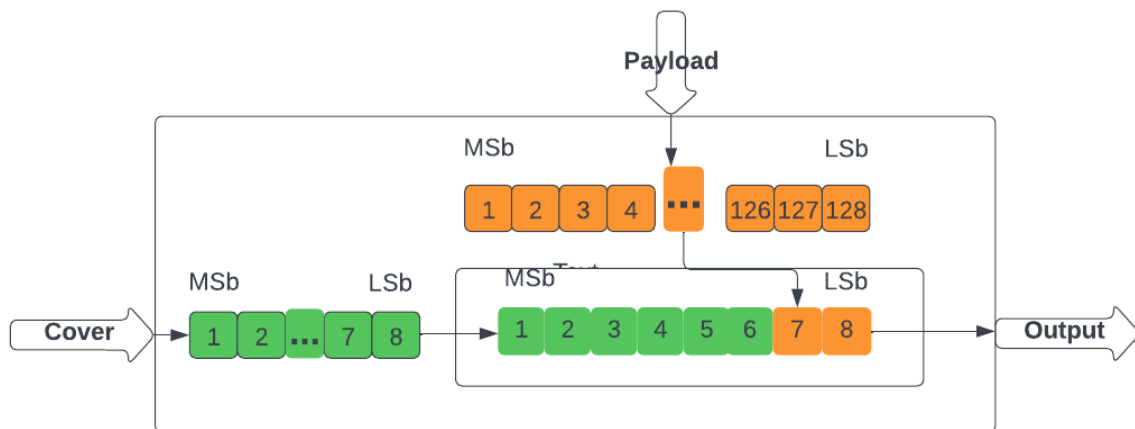 Payload
MSb LSb
1 2 3 4 ... 126 127 128
MSb LSb
1 2 ... 7 8
Text
MSb LSb
1 2 3 4 5 6 7 8
Cover
Output